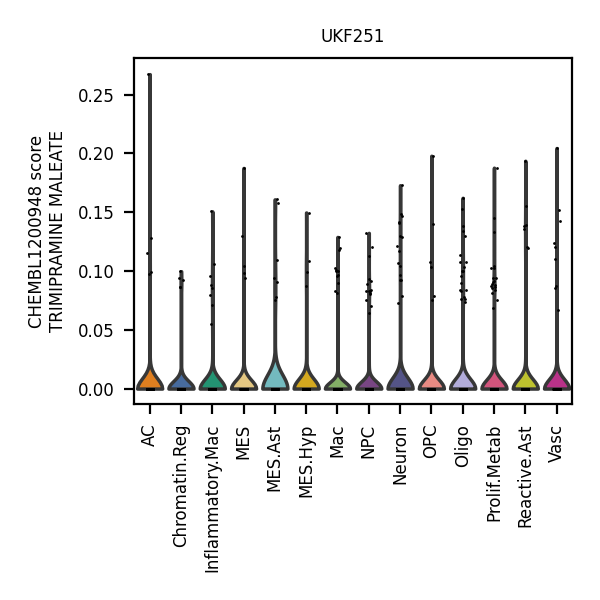 UKF251
CHEMBL1200948 score
TRIMIPRAMINE MALEATE
0.25
0.20
0.15
0.10
0.05
0.00
AC
Chromatin.Reg
Inflammatory.Mac
MES
MES.Ast
MES.Hyp
Mac
NPC
Neuron
OPC
Oligo
Prolif.Metab
Reactive.Ast
Vasc